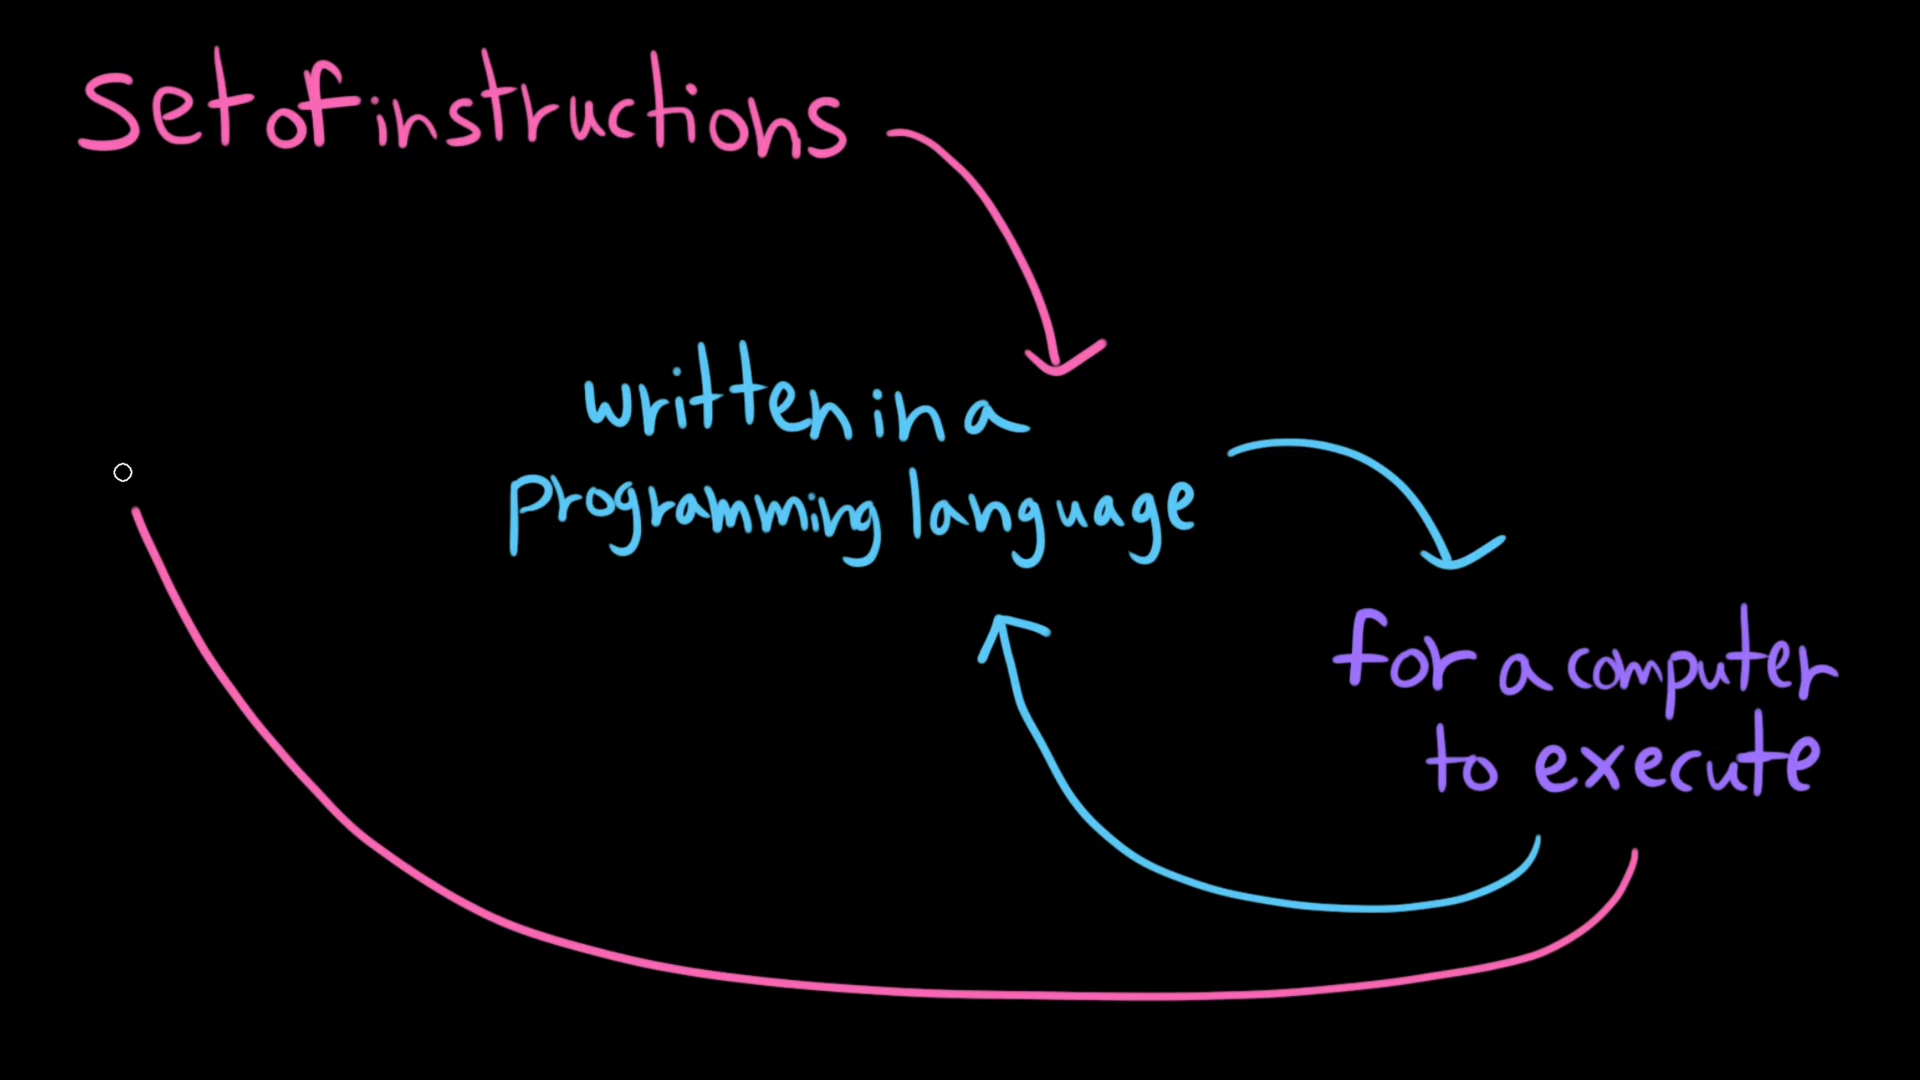 set of instructions
written in a
programming language
for a computer
to execute